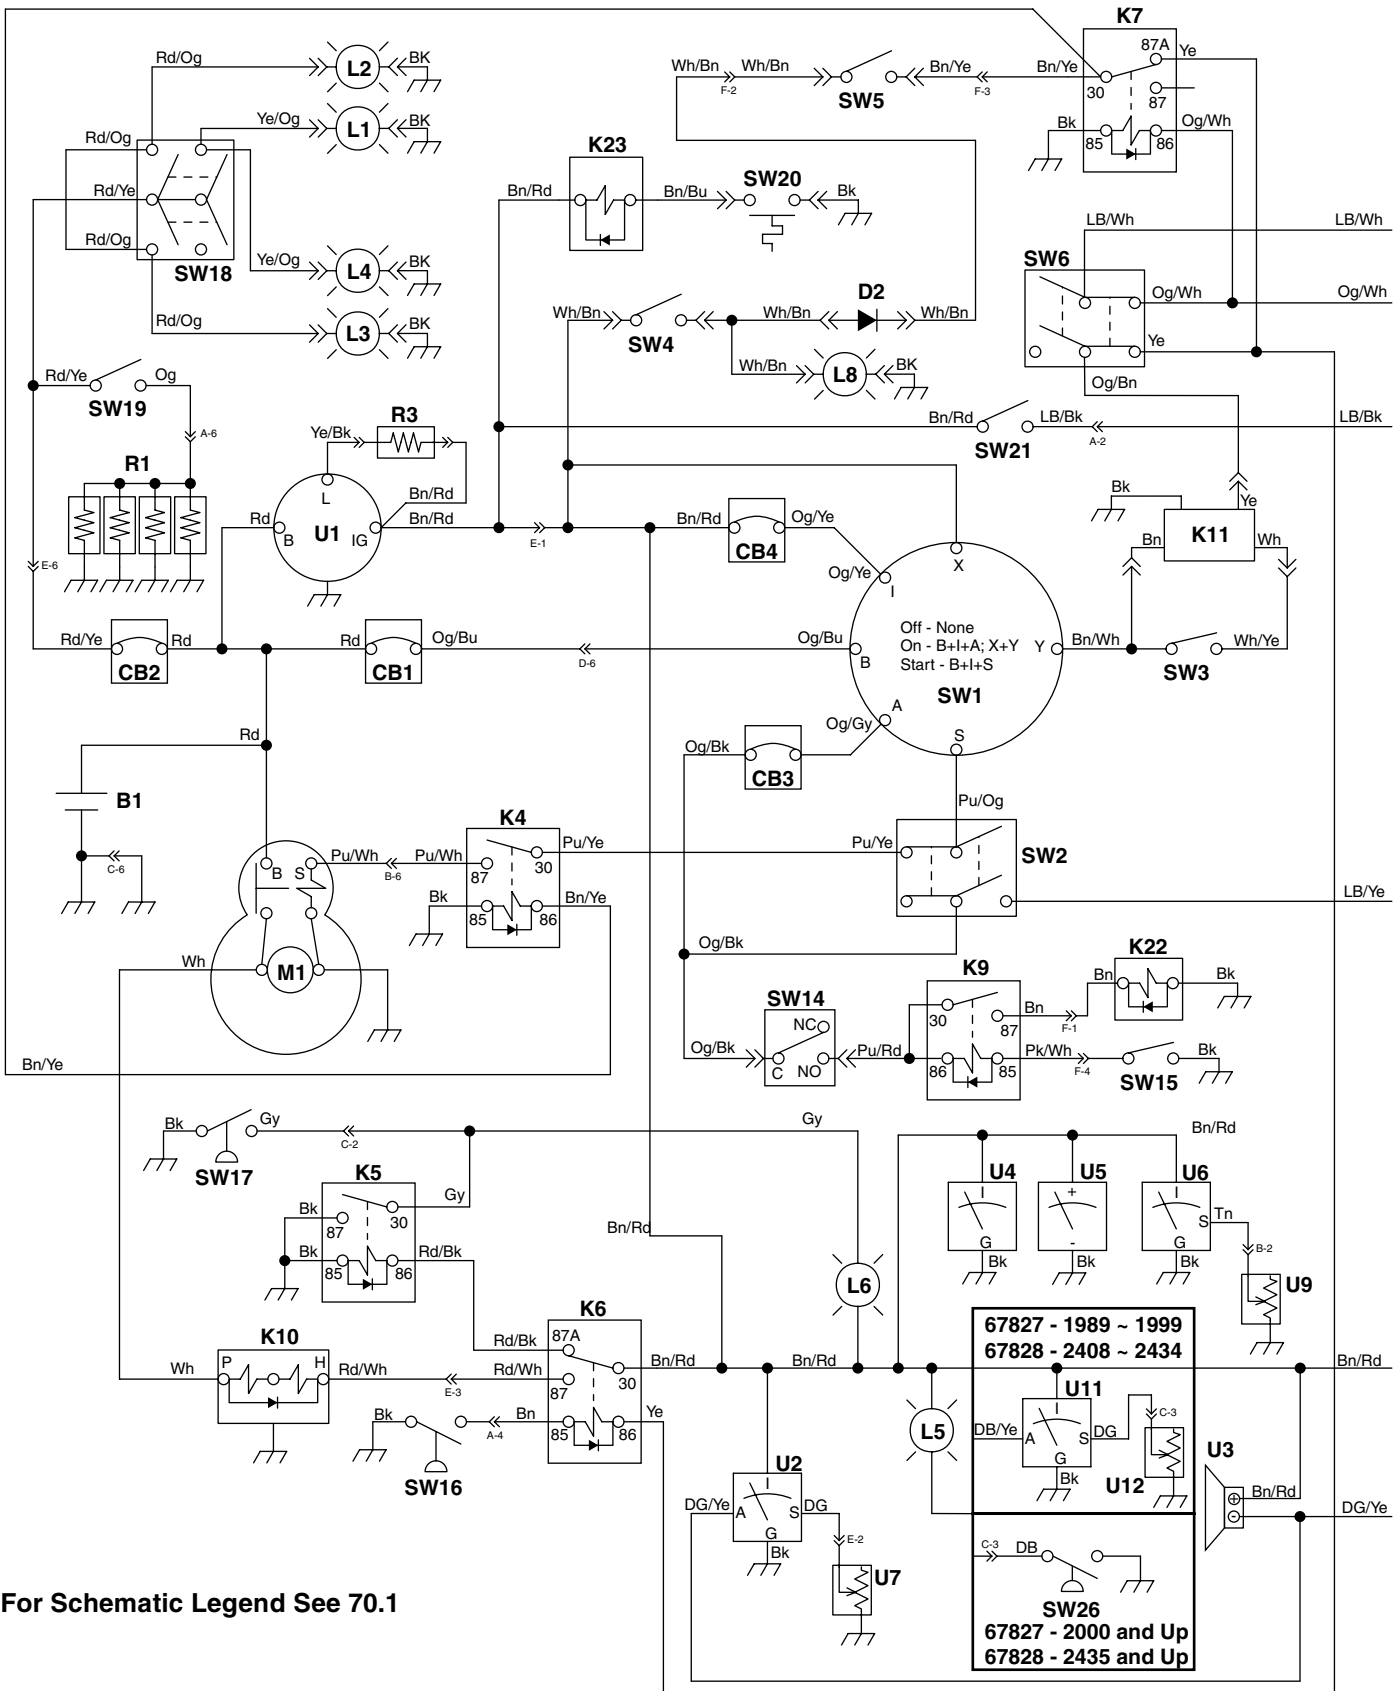 K7
87A
Ye
Rd/Og
L2
BK
Wh/Bn
Wh/Bn
F-2
SW5
Bn/Ye
F-3
Bn/Ye
30
87
Ye/Og
L1
BK
Bk
85
86
Og/Wh
Rd/Og
K23
SW20
Rd/Ye
Bn/Rd
Bn/Bu
Bk
LB/Wh
LB/Wh
Rd/Og
SW18
Ye/Og
L4
BK
SW6
D2
Og/Wh
Og/Wh
Rd/Og
L3
BK
Wh/Bn
SW4
Wh/Bn
Wh/Bn
Ye
Wh/Bn
L8
BK
Rd/Ye
Og
SW19
Og/Bn
R3
Bn/Rd
LB/Bk
LB/Bk
A-6
Ye/Bk
SW21
A-2
R1
L
Bn/Rd
Bk
Ye
Rd
B
U1
IG
Bn/Rd
E-1
Bn/Rd
CB4
Og/Ye
Bn
K11
Wh
E-6
Og/Ye
I
X
Off - None
On - B+I+A; X+Y
Start - B+I+S
SW1
Rd/Ye
CB2
Rd
Rd
CB1
Og/Bu
D-6
Og/Bu
B
Y
Bn/Wh
SW3
Wh/Ye
A
Og/Gy
S
Rd
Og/Bk
CB3
B1
Pu/Og
K4
C-6
B
S
Pu/Wh
B-6
Pu/Wh
87
30
Pu/Ye
Pu/Ye
SW2
Bk
85
86
Bn/Ye
LB/Ye
Og/Bk
Wh
M1
K9
K22
SW14
Bn
Bk
NC
30
87
Bn
F-1
Og/Bk
C
NO
Pu/Rd
86
85
Pk/Wh
F-4
SW15
Bk
Bn/Ye
Bk
SW17
Gy
C-2
Gy
Bn/Rd
K5
U4
U5
U6
Bk
87
30
Gy
I
+
I
Bk
85
86
Rd/Bk
Bn/Rd
G
-
G
S
Tn
Bk
Bk
Bk
B-2
U9
L6
K6
67827 - 1989 ~ 1999
67828 - 2408 ~ 2434
K10
Rd/Bk
87A
Wh
P
H
Rd/Wh
E-3
Rd/Wh
87
30
Bn/Rd
Bn/Rd
Bn/Rd
U11
I
Bk
SW16
A-4
Bn
85
86
Ye
L5
DB/Ye
A
G
S
DG
C-3
Bk
U12
U3
U2
I
Bn/Rd
DG/Ye
A
G
S
DG
DG/Ye
Bk
E-2
U7
C-3
DB
SW26
67827 - 2000 and Up
67828 - 2435 and Up
For Schematic Legend See 70.1